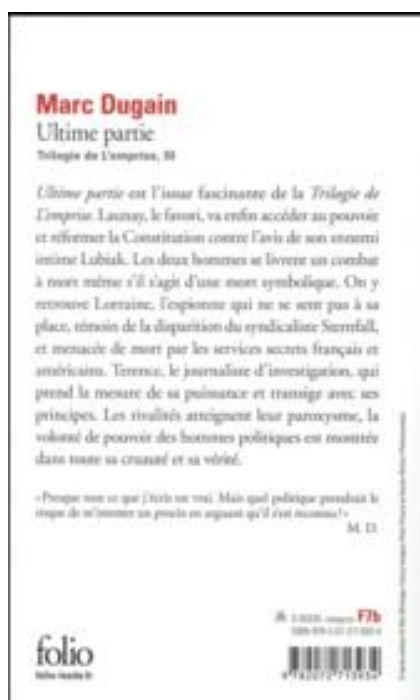 Marc Dugain
Ultime partie
Trilogie de L'emprise, III
Ultime partie est l'issue fascinante de la Trilogie de
L'emprise. Launay, le favori, va enfin accéder au pouvoir
et réformer la Constitution contre l'avis de son ennemi
intime Lubiak. Les deux hommes se livrent un combat
à mort même s'il s'agit d'une mort symbolique. On y
retrouve Lorraine, l'espionne qui ne se sent pas à sa
place, témoin de la disparition du syndicaliste Sternfall,
et menacée de mort par les services secrets français et
américains. Terence, le journaliste d'investigation, qui
prend la mesure de sa puissance et transige avec ses
principes. Les rivalités atteignent leur paroxysme, la
volonté de pouvoir des hommes politiques est montrée
dans toute sa cruauté et sa vérité.
«Presque tout ce que j'écris est vrai. Mais quel politique prendrait le
risque de m'intenter un procès en arguant qu'il s'est reconnu?»
M. D.
F7b
folio
folio-lesite.fr
9 782072 713934